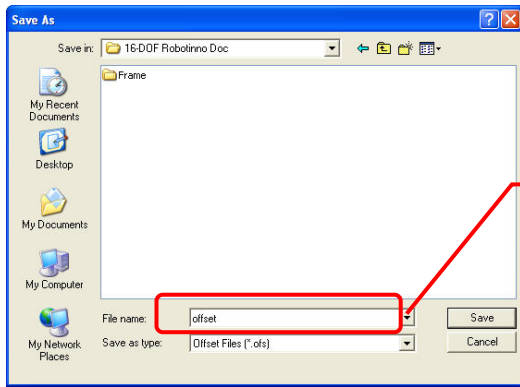 Save As
Save in: 16-DOF Robotinno Doc
Frame
My Recent
Documents
Desktop
My Documents
My Computer
My Network
Places
File name: offset
Save
Save as type: Offset Files (*.ofs)
Cancel